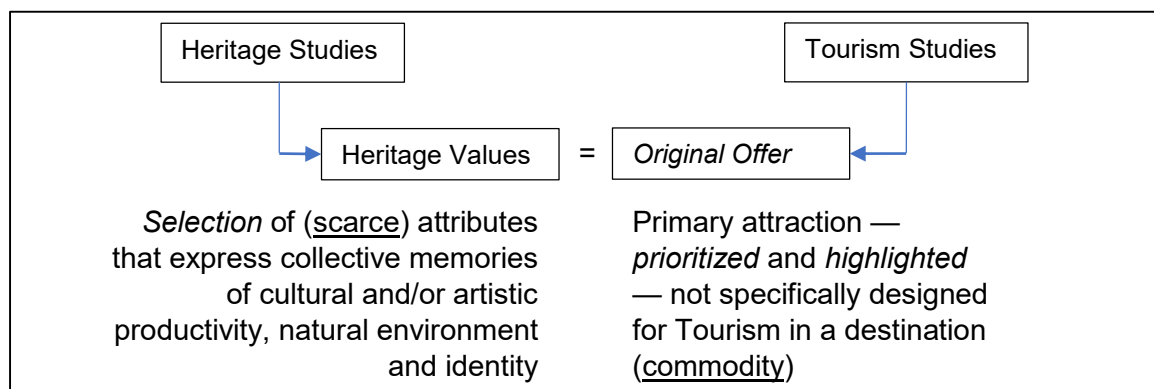 Heritage Studies
Tourism Studies
Heritage Values
=
Original Offer
Selection of (scarce) attributes
that express collective memories
of cultural and/or artistic
productivity, natural environment
and identity
Primary attraction —
prioritized and highlighted
— not specifically designed
for Tourism in a destination
(commodity)